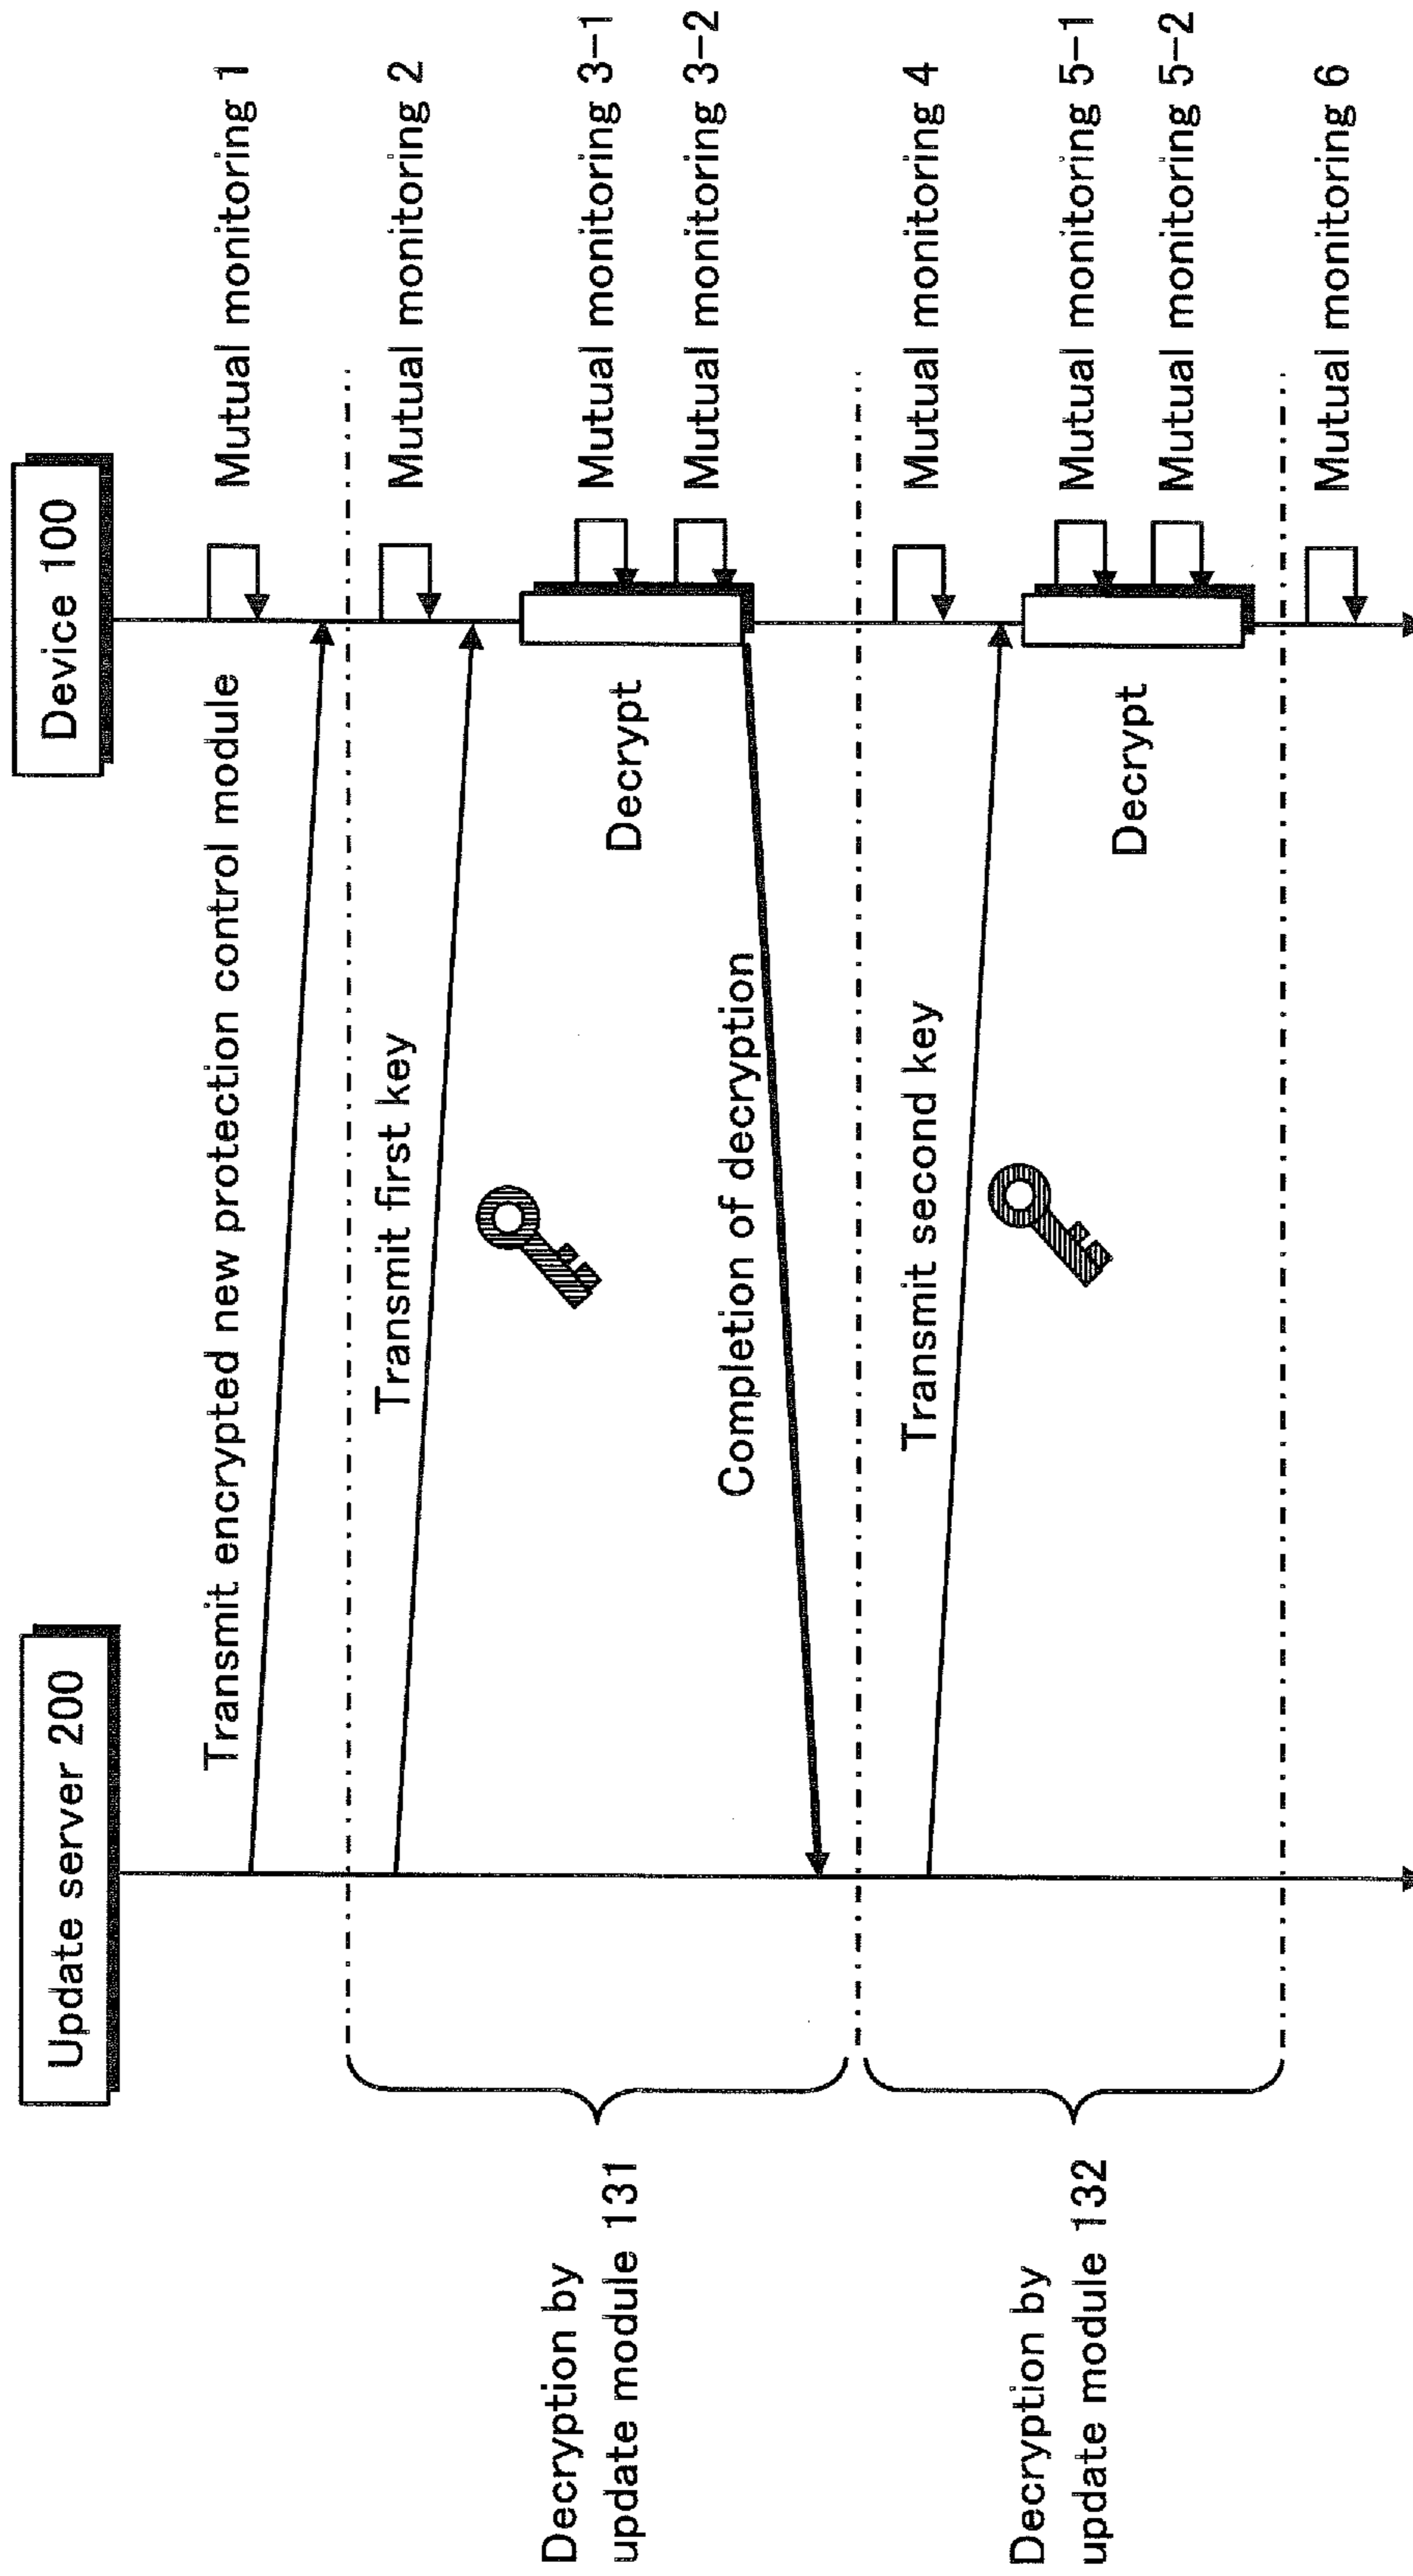 Update server 200
Device 100
Transmit encrypted new protection control module
Mutual monitoring 1
Decryption by
update module 131
Transmit first key
Mutual monitoring 2
Decrypt
Mutual monitoring 3-1
Mutual monitoring 3-2
Completion of decryption
Decryption by
update module 132
Transmit second key
Mutual monitoring 4
Decrypt
Mutual monitoring 5-1
Mutual monitoring 5-2
Mutual monitoring 6